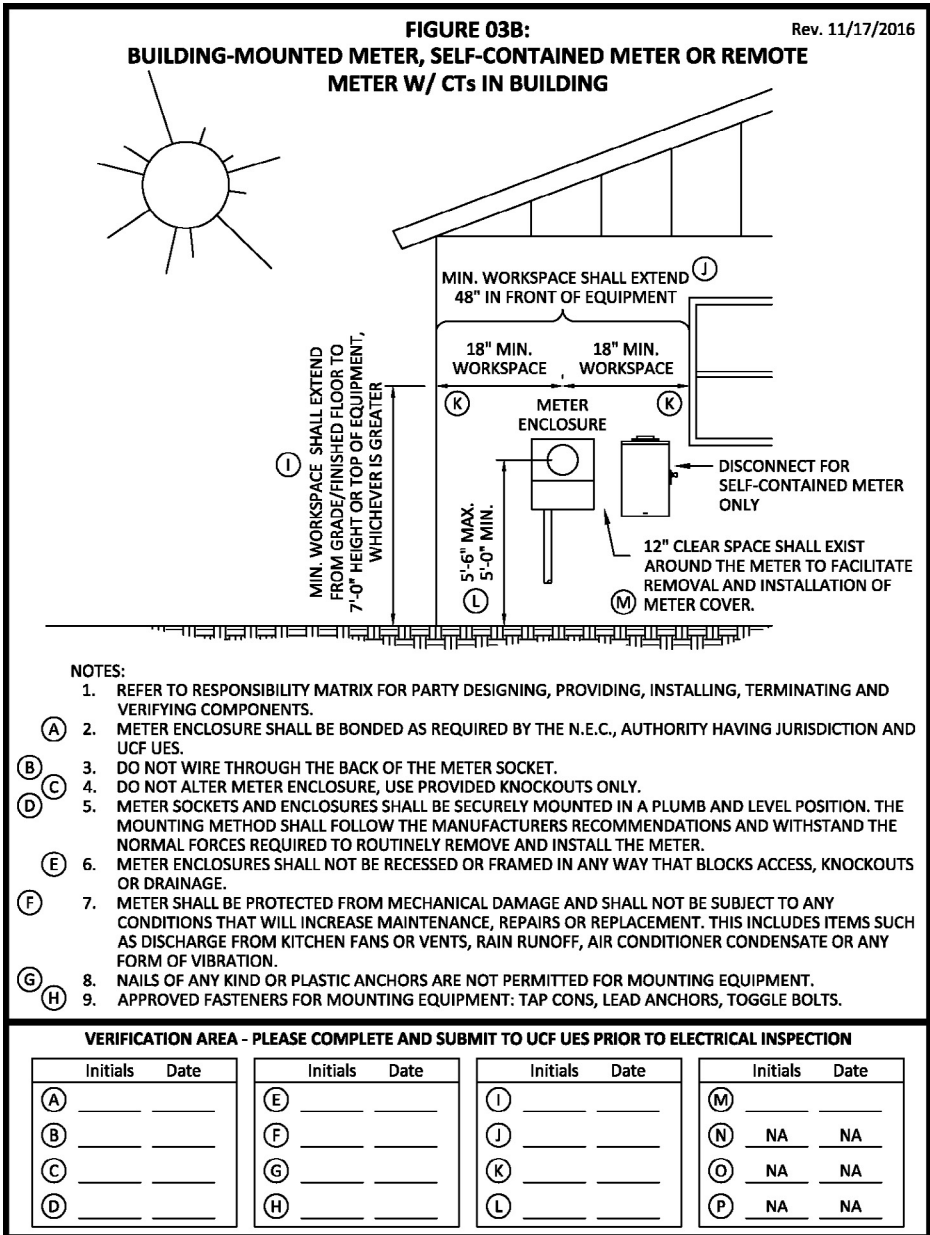 FIGURE 03B:
Rev. 11/17/2016
BUILDING-MOUNTED METER, SELF-CONTAINED METER OR REMOTE
METER W/ CTs IN BUILDING
MIN. WORKSPACE SHALL EXTEND
48" IN FRONT OF EQUIPMENT
J
18" MIN.
WORKSPACE
18" MIN.
WORKSPACE
K
K
I
MIN. WORKSPACE SHALL EXTEND
FROM GRADE/FINISHED FLOOR TO
7'-0" HEIGHT OR TOP OF EQUIPMENT,
WHICHEVER IS GREATER
METER
ENCLOSURE
DISCONNECT FOR
SELF-CONTAINED METER
ONLY
5'-6" MAX.
5'-0" MIN.
L
12" CLEAR SPACE SHALL EXIST
AROUND THE METER TO FACILITATE
REMOVAL AND INSTALLATION OF
M METER COVER.
NOTES:
1. REFER TO RESPONSIBILITY MATRIX FOR PARTY DESIGNING, PROVIDING, INSTALLING, TERMINATING AND
VERIFYING COMPONENTS.
A 2. METER ENCLOSURE SHALL BE BONDED AS REQUIRED BY THE N.E.C., AUTHORITY HAVING JURISDICTION AND
UCF UES.
B 3. DO NOT WIRE THROUGH THE BACK OF THE METER SOCKET.
C 4. DO NOT ALTER METER ENCLOSURE, USE PROVIDED KNOCKOUTS ONLY.
D 5. METER SOCKETS AND ENCLOSURES SHALL BE SECURELY MOUNTED IN A PLUMB AND LEVEL POSITION. THE
MOUNTING METHOD SHALL FOLLOW THE MANUFACTURERS RECOMMENDATIONS AND WITHSTAND THE
NORMAL FORCES REQUIRED TO ROUTINELY REMOVE AND INSTALL THE METER.
E 6. METER ENCLOSURES SHALL NOT BE RECESSED OR FRAMED IN ANY WAY THAT BLOCKS ACCESS, KNOCKOUTS
OR DRAINAGE.
F 7. METER SHALL BE PROTECTED FROM MECHANICAL DAMAGE AND SHALL NOT BE SUBJECT TO ANY
CONDITIONS THAT WILL INCREASE MAINTENANCE, REPAIRS OR REPLACEMENT. THIS INCLUDES ITEMS SUCH
AS DISCHARGE FROM KITCHEN FANS OR VENTS, RAIN RUNOFF, AIR CONDITIONER CONDENSATE OR ANY
FORM OF VIBRATION.
G 8. NAILS OF ANY KIND OR PLASTIC ANCHORS ARE NOT PERMITTED FOR MOUNTING EQUIPMENT.
H 9. APPROVED FASTENERS FOR MOUNTING EQUIPMENT: TAP CONS, LEAD ANCHORS, TOGGLE BOLTS.
VERIFICATION AREA - PLEASE COMPLETE AND SUBMIT TO UCF UES PRIOR TO ELECTRICAL INSPECTION
Initials Date
A
B
C
D
Initials Date
E
F
G
H
Initials Date
I
J
K
L
Initials Date
M
N NA NA
O NA NA
P NA NA